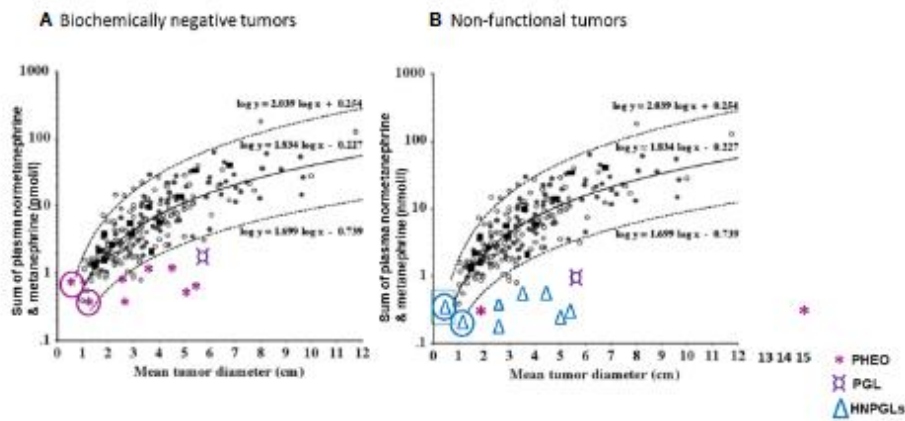 A Biochemically negative tumors
B Non-functional tumors
1000
100
10
1
.1
Sum of plasma normetanephrine
& metanephrine (nmol/l)
log y = 2.039 log x + 0.254
log y = 1.834 log x - 0.227
log y = 1.699 log x - 0.739
0 1 2 3 4 5 6 7 8 9 10 11 12
Mean tumor diameter (cm)
1000
100
10
1
.1
Sum of plasma normetanephrine
& metanephrine (nmol/l)
log y = 2.039 log x + 0.254
log y = 1.834 log x - 0.227
log y = 1.699 log x - 0.739
0 1 2 3 4 5 6 7 8 9 10 11 12 13 14 15
Mean tumor diameter (cm)
PHEO
PGL
HNPGLs